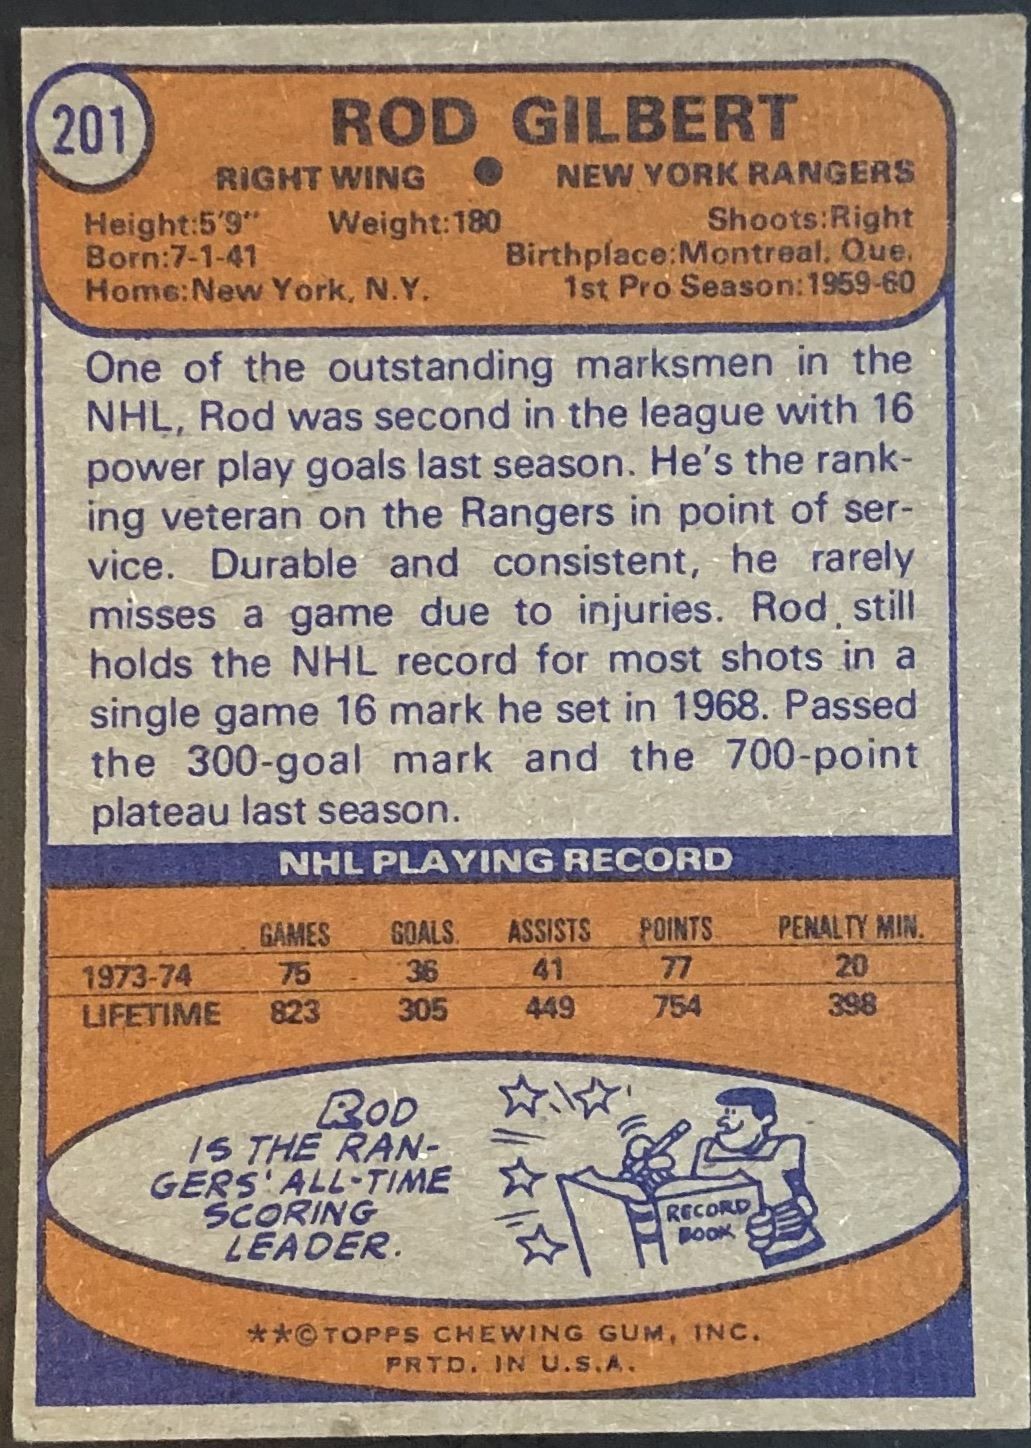 201
ROD GILBERT
RIGHT WING ● NEW YORK RANGERS
Height:5'9" Weight:180 Shoots:Right
Born:7-1-41 Birthplace:Montreal, Que.
Home:New York, N.Y. 1st Pro Season:1959-60
One of the outstanding marksmen in the
NHL, Rod was second in the league with 16
power play goals last season. He's the rank-
ing veteran on the Rangers in point of ser-
vice. Durable and consistent, he rarely
misses a game due to injuries. Rod still
holds the NHL record for most shots in a
single game 16 mark he set in 1968. Passed
the 300-goal mark and the 700-point
plateau last season.
NHL PLAYING RECORD
GAMES GOALS ASSISTS POINTS PENALTY MIN.
1973-74 75 36 41 77 20
LIFETIME 823 305 449 754 398
ROD
IS THE RAN-
GERS' ALL-TIME
SCORING
LEADER.
RECORD
BOOK
**©TOPPS CHEWING GUM, INC.
PRTD. IN U.S.A.